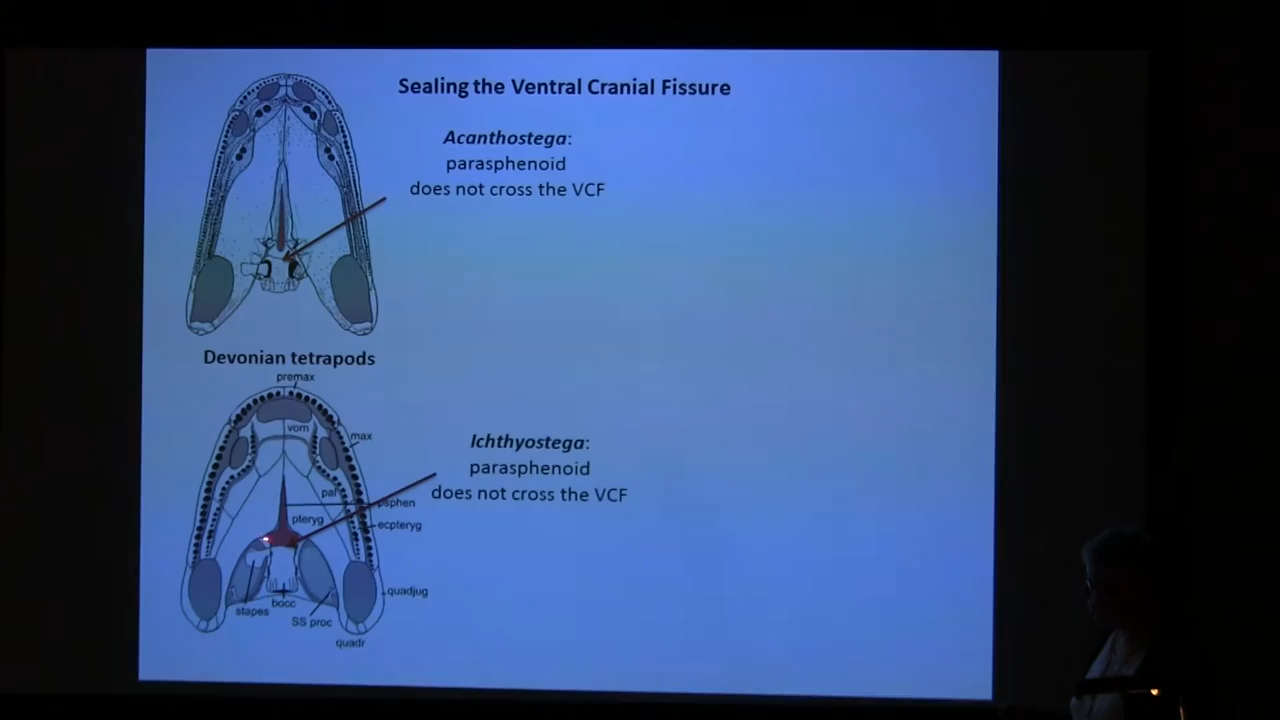 Sealing the Ventral Cranial Fissure
Acanthostega:
parasphenoid
does not cross the VCF
Devonian tetrapods
premax
vom
max
Ichthyostega:
parasphenoid
does not cross the VCF
pal
psphen
pteryg
ecpteryg
quadjug
stapes
bocc
SS proc
quadr